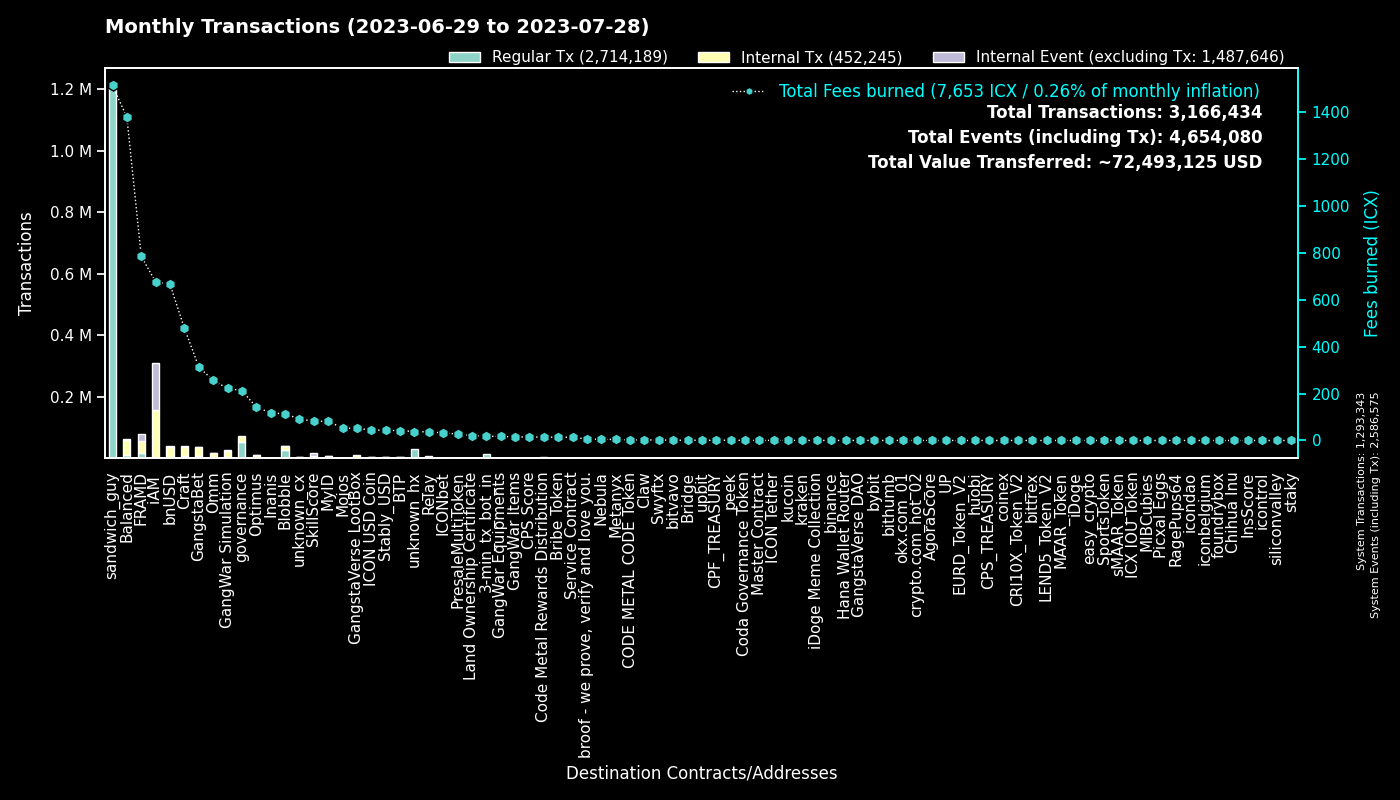 Monthly Transactions (2023-06-29 to 2023-07-28)
Regular Tx (2,714,189)
Internal Tx (452,245)
Internal Event (excluding Tx: 1,487,646)
Total Fees burned (7,653 ICX / 0.26% of monthly inflation)
Total Transactions: 3,166,434
Total Events (including Tx): 4,654,080
Total Value Transferred: ~72,493,125 USD
Transactions
1.2 M
1.0 M
0.8 M
0.6 M
0.4 M
0.2 M
1400
1200
1000
800
600
400
200
0
Fees burned (ICX)
System Transactions: 1,293,343
System Events (including Tx): 2,586,575
sandwich_guy
Balanced
FRAMD
iAM
bnUSD
Craft
GangstaBet
Omm
GangWar Simulation
governance
Optimus
Inanis
Blobble
unknown_cx
SkillScore
MyID
Mojos
GangstaVerse LootBox
ICON USD Coin
Stably_USD
BTP
unknown_hx
Relay
ICONbet
PresaleMultiToken
Land Ownership Certificate
3-min_tx_bot_in
GangWar Equipments
GangWar Items
CPS Score
Code Metal Rewards Distribution
Bribe Token
Service Contract
broof - we prove, verify and love you.
Nebula
Metanyx
CODE METAL CODE Token
Claw
Swyftx
bitvavo
Bridge
upbit
CPF_TREASURY
peek
Coda Governance Token
Master Contract
ICON Tether
kucoin
kraken
iDoge Meme Collection
binance
Hana Wallet Router
GangstaVerse DAO
bybit
bithumb
okx.com_01
crypto.com_hot_02
AgoraScore
UP
EURD_Token_V2
huobi
CPS_TREASURY
coinex
CRI10X_Token_V2
bitfrex
LEND5_Token_V2
MAAR_Token
iDoge
easy_crypto
SportsToken
sMAAR_Token
ICX IOU Token
MIBCubies
Picxal Eggs
RagePups64
iconiao
iconbenigium
foundrybox
Chihua Inu
InsScore
icontrol
siliconvalley
staky
Destination Contracts/Addresses